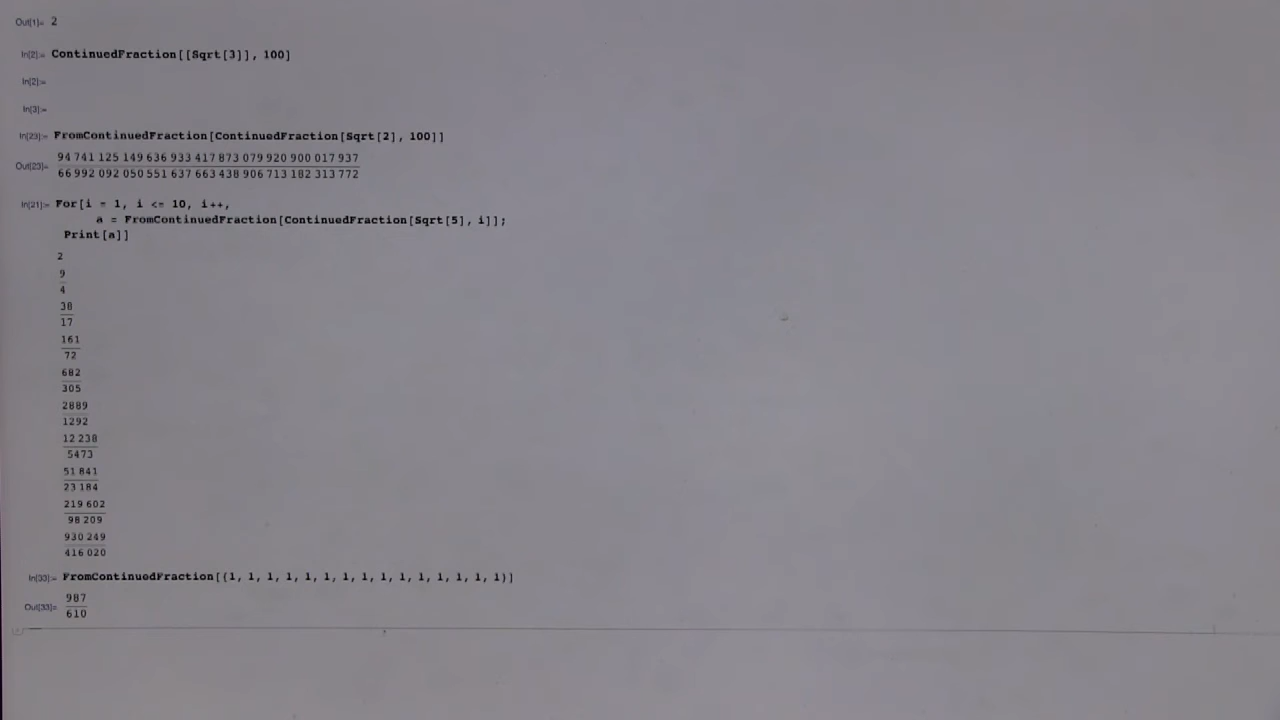 Out[1]= 2
In[2]:= ContinuedFraction[[Sqrt[3]], 100]
In[2]:=
In[3]:=
In[23]:= FromContinuedFraction[ContinuedFraction[Sqrt[2], 100]]
94 741 125 149 636 933 417 873 079 920 900 017 937
Out[23]=
66 992 092 050 551 637 663 438 906 713 182 313 772
In[21]:= For[i = 1, i <= 10, i++,
a = FromContinuedFraction[ContinuedFraction[Sqrt[5], i]];
Print[a]]
2
9
4
38
17
161
72
682
305
2889
1292
12 238
5473
51 841
23 184
219 602
98 209
930 249
416 020
In[33]:= FromContinuedFraction[{1, 1, 1, 1, 1, 1, 1, 1, 1, 1, 1, 1, 1, 1, 1}]
987
Out[33]=
610